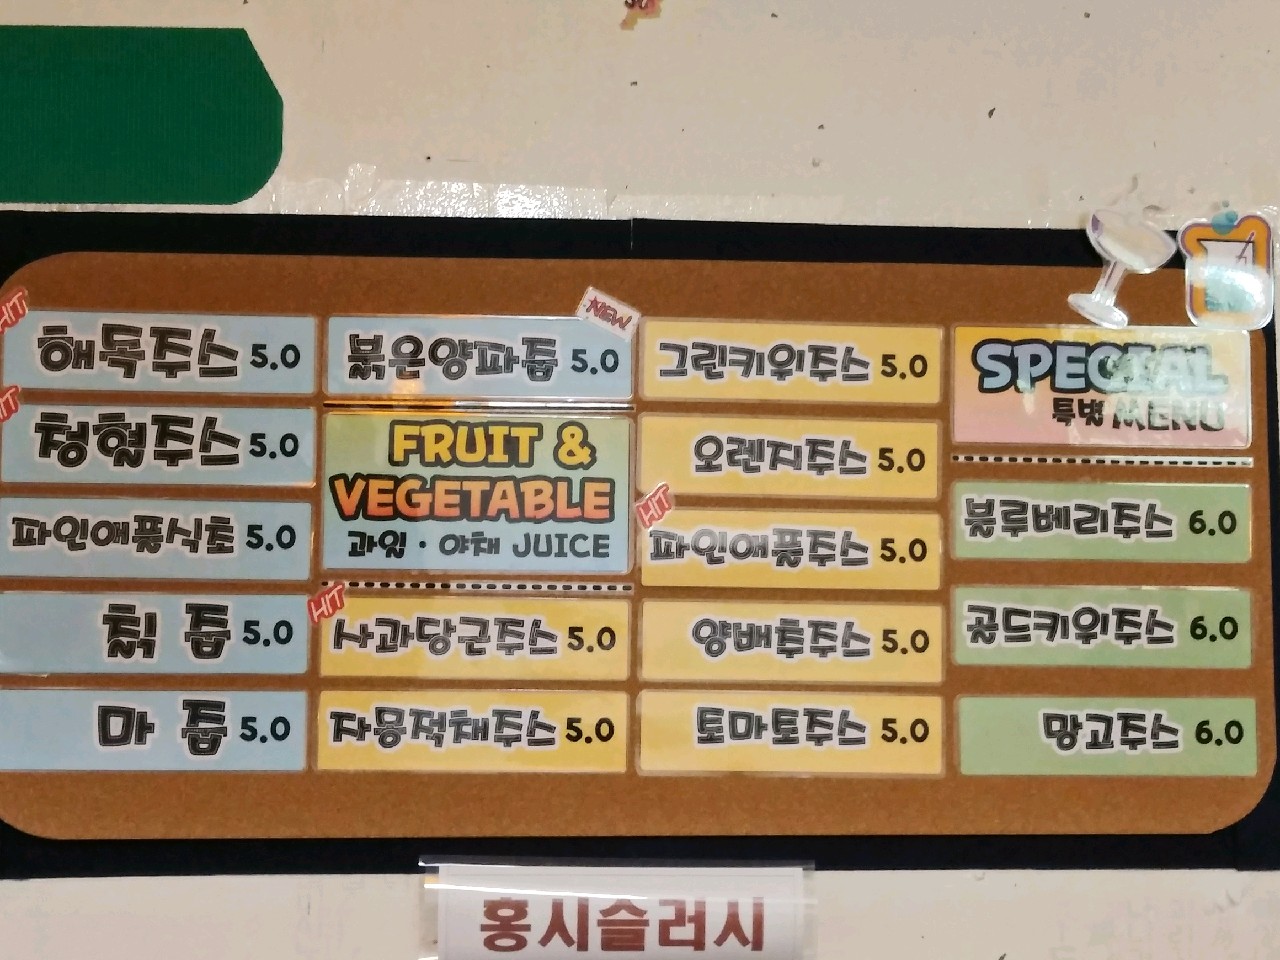 HIT
해독주스 5.0
HIT
청혈주스 5.0
파인애플식초 5.0
칡 즙 5.0
마 즙 5.0
NEW
붉은양파즙 5.0
FRUIT &
VEGETABLE
과일 · 야채 JUICE
HIT
사과당근주스 5.0
자몽적채주스 5.0
그린키위주스 5.0
오렌지주스 5.0
HIT
파인애플주스 5.0
양배추주스 5.0
토마토주스 5.0
SPECIAL
특별 MENU
블루베리주스 6.0
골드키위주스 6.0
망고주스 6.0
홍시슬러시